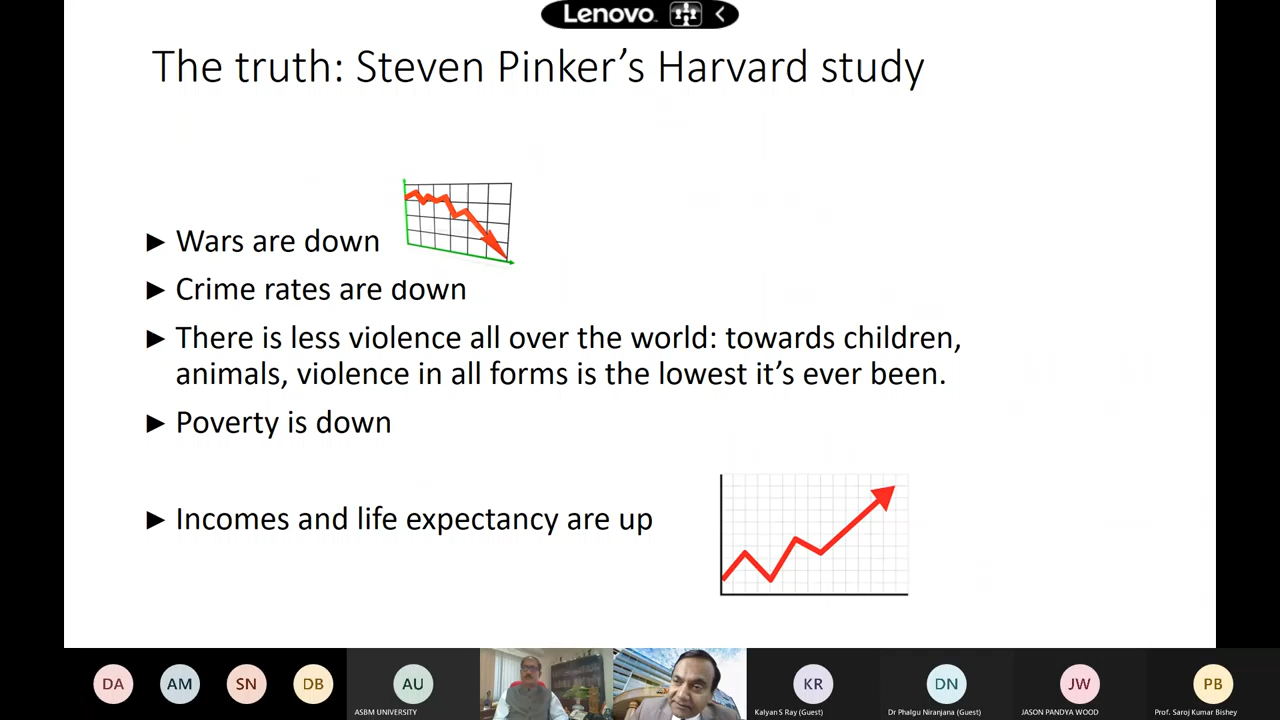 Lenovo
The truth: Steven Pinker’s Harvard study
► Wars are down
► Crime rates are down
► There is less violence all over the world: towards children,
animals, violence in all forms is the lowest it’s ever been.
► Poverty is down
► Incomes and life expectancy are up
DA AM SN DB AU KR DN JW PB
ASBM UNIVERSITY Kalyan S Ray (Guest) Dr Phalgu Niranjana (Guest) JASON PANDYA WOOD Prof. Saroj Kumar Bishey